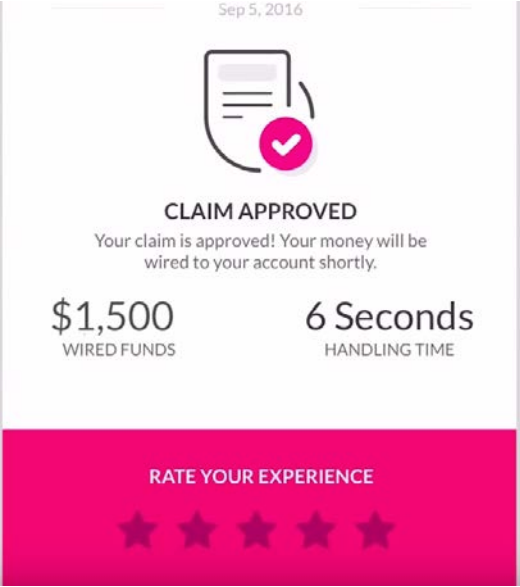 Sep 5, 2016
CLAIM APPROVED
Your claim is approved! Your money will be
wired to your account shortly.
$1,500
6 Seconds
WIRED FUNDS
HANDLING TIME
RATE YOUR EXPERIENCE